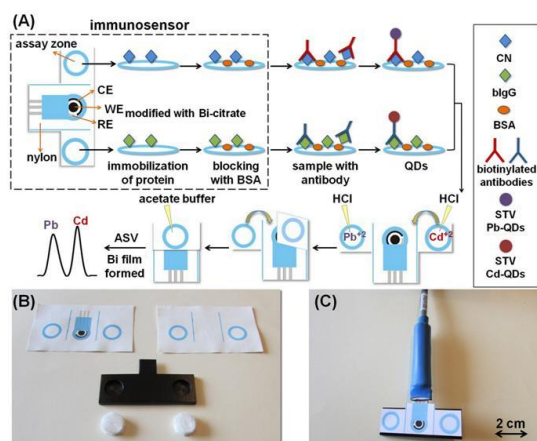 (A)
immunosensor
assay zone
CE
WE modified with Bi-citrate
RE
nylon
immobilization
of protein
blocking
with BSA
sample with
antibody
QDs
CN
bIgG
BSA
biotinylated
antibodies
STV
Pb-QDs
STV
Cd-QDs
acetate buffer
HCl
HCl
Pb+2
Cd+2
Pb
Cd
ASV
Bi film
formed
(B)
(C)
2 cm